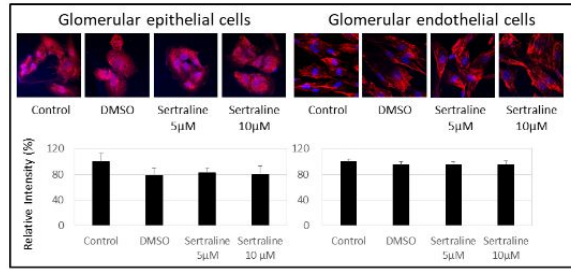 Glomerular epithelial cells
Glomerular endothelial cells
Control
DMSO
Sertraline
5μM
Sertraline
10μM
Control
DMSO
Sertraline
5μM
Sertraline
10μM
Relative Intensity (%)
120
80
40
0
Control
DMSO
Sertraline
5μM
Sertraline
10 μM
120
80
40
0
Control
DMSO
Sertraline
5μM
Sertraline
10μM